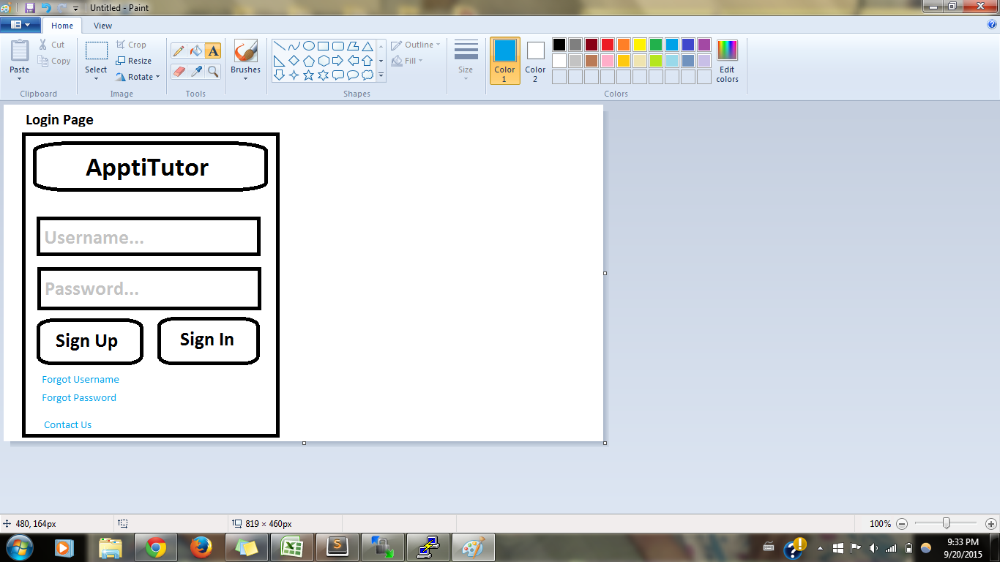 Untitled - Paint
Home View
Paste Cut Copy
Clipboard
Select Crop Resize Rotate
Image
A
Tools
Brushes
Outline Fill
Shapes
Size
Color 1
Color 2
Edit colors
Colors
Login Page
ApptiTutor
Username...
Password...
Sign Up Sign In
Forgot Username
Forgot Password
Contact Us
480, 164px 819 × 460px 100%
9:33 PM
9/20/2015